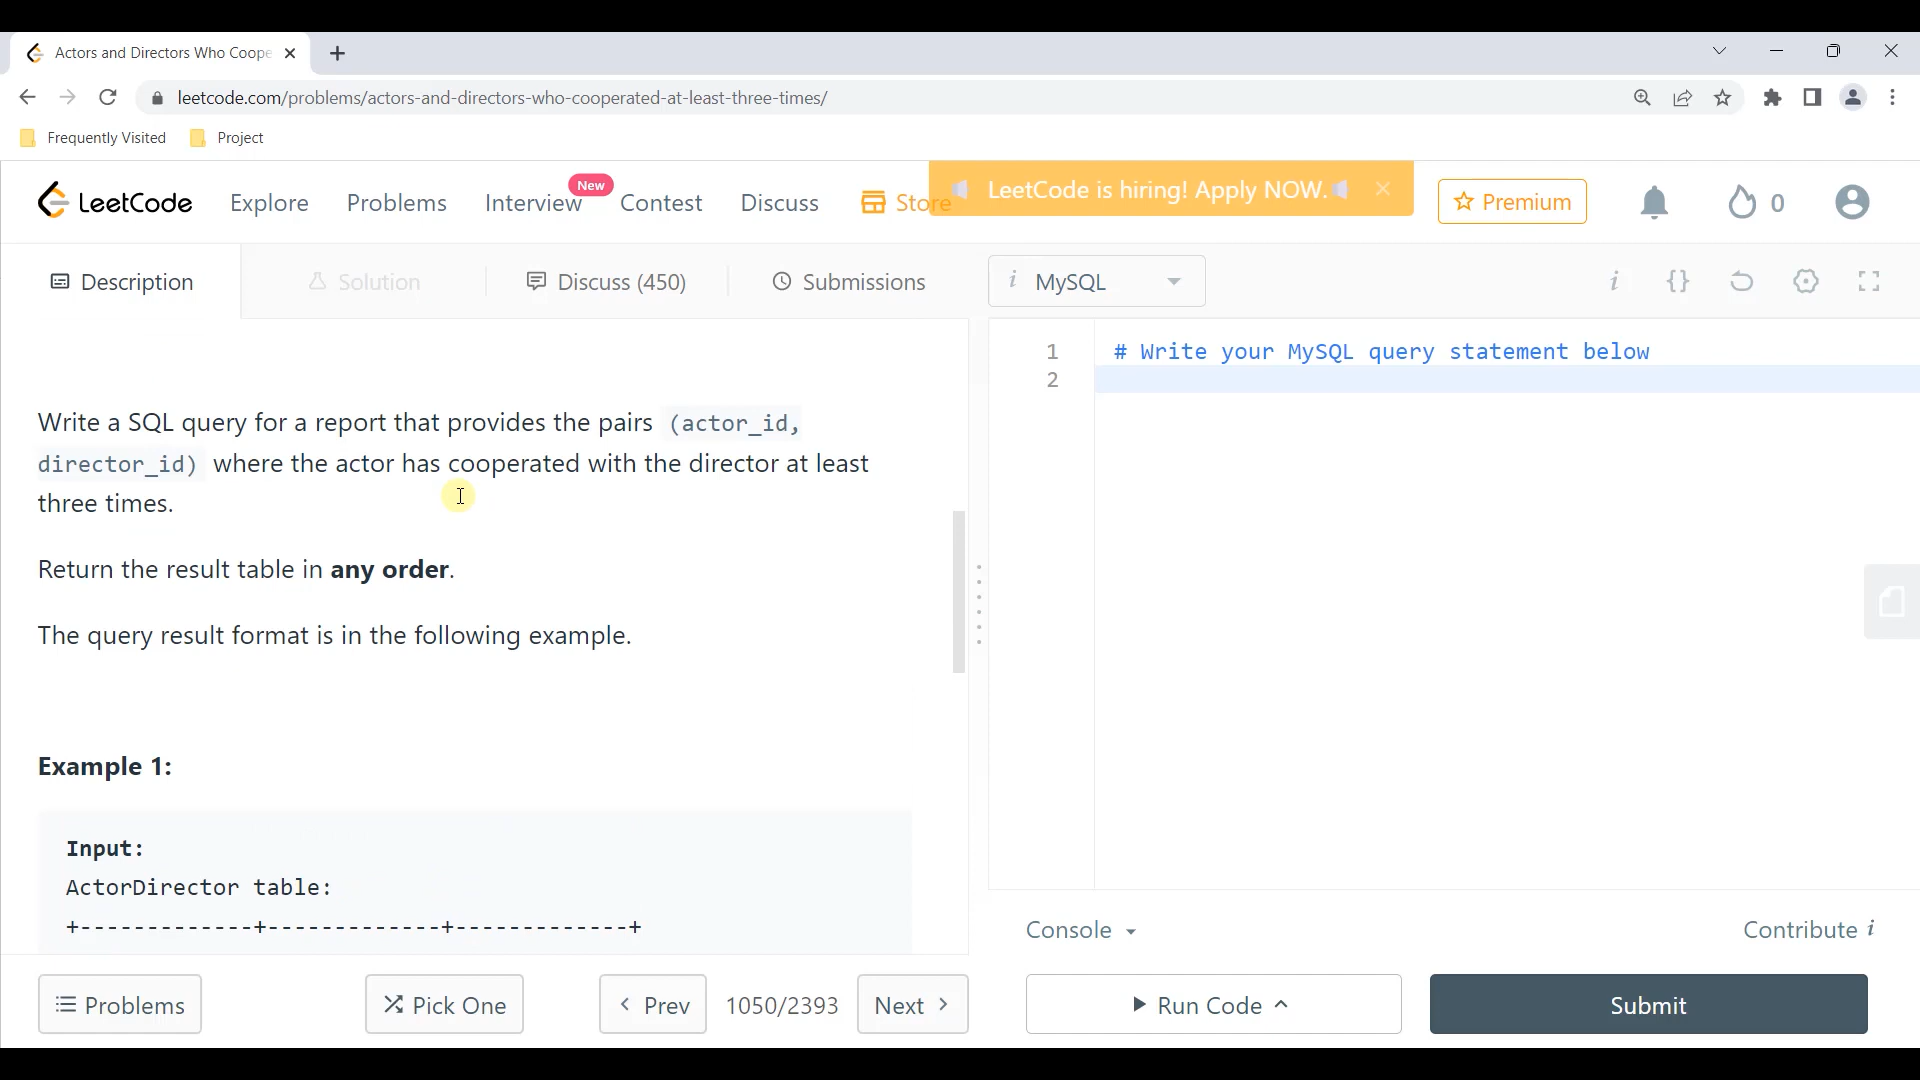 Actors and Directors Who Coope
leetcode.com/problems/actors-and-directors-who-cooperated-at-least-three-times/
Frequently Visited
Project
LeetCode
Explore
Problems
Interview
New
Contest
Discuss
Store
LeetCode is hiring! Apply NOW.
Premium
0
Description
Solution
Discuss (450)
Submissions
i MySQL
i {}
Write a SQL query for a report that provides the pairs (actor_id,
director_id) where the actor has cooperated with the director at least
three times.
Return the result table in any order.
The query result format is in the following example.
Example 1:
Input:
ActorDirector table:
+-------------+-------------+-------------+
1 # Write your MySQL query statement below
2
Console
Contribute i
Problems
Pick One
Prev
1050/2393
Next
Run Code
Submit